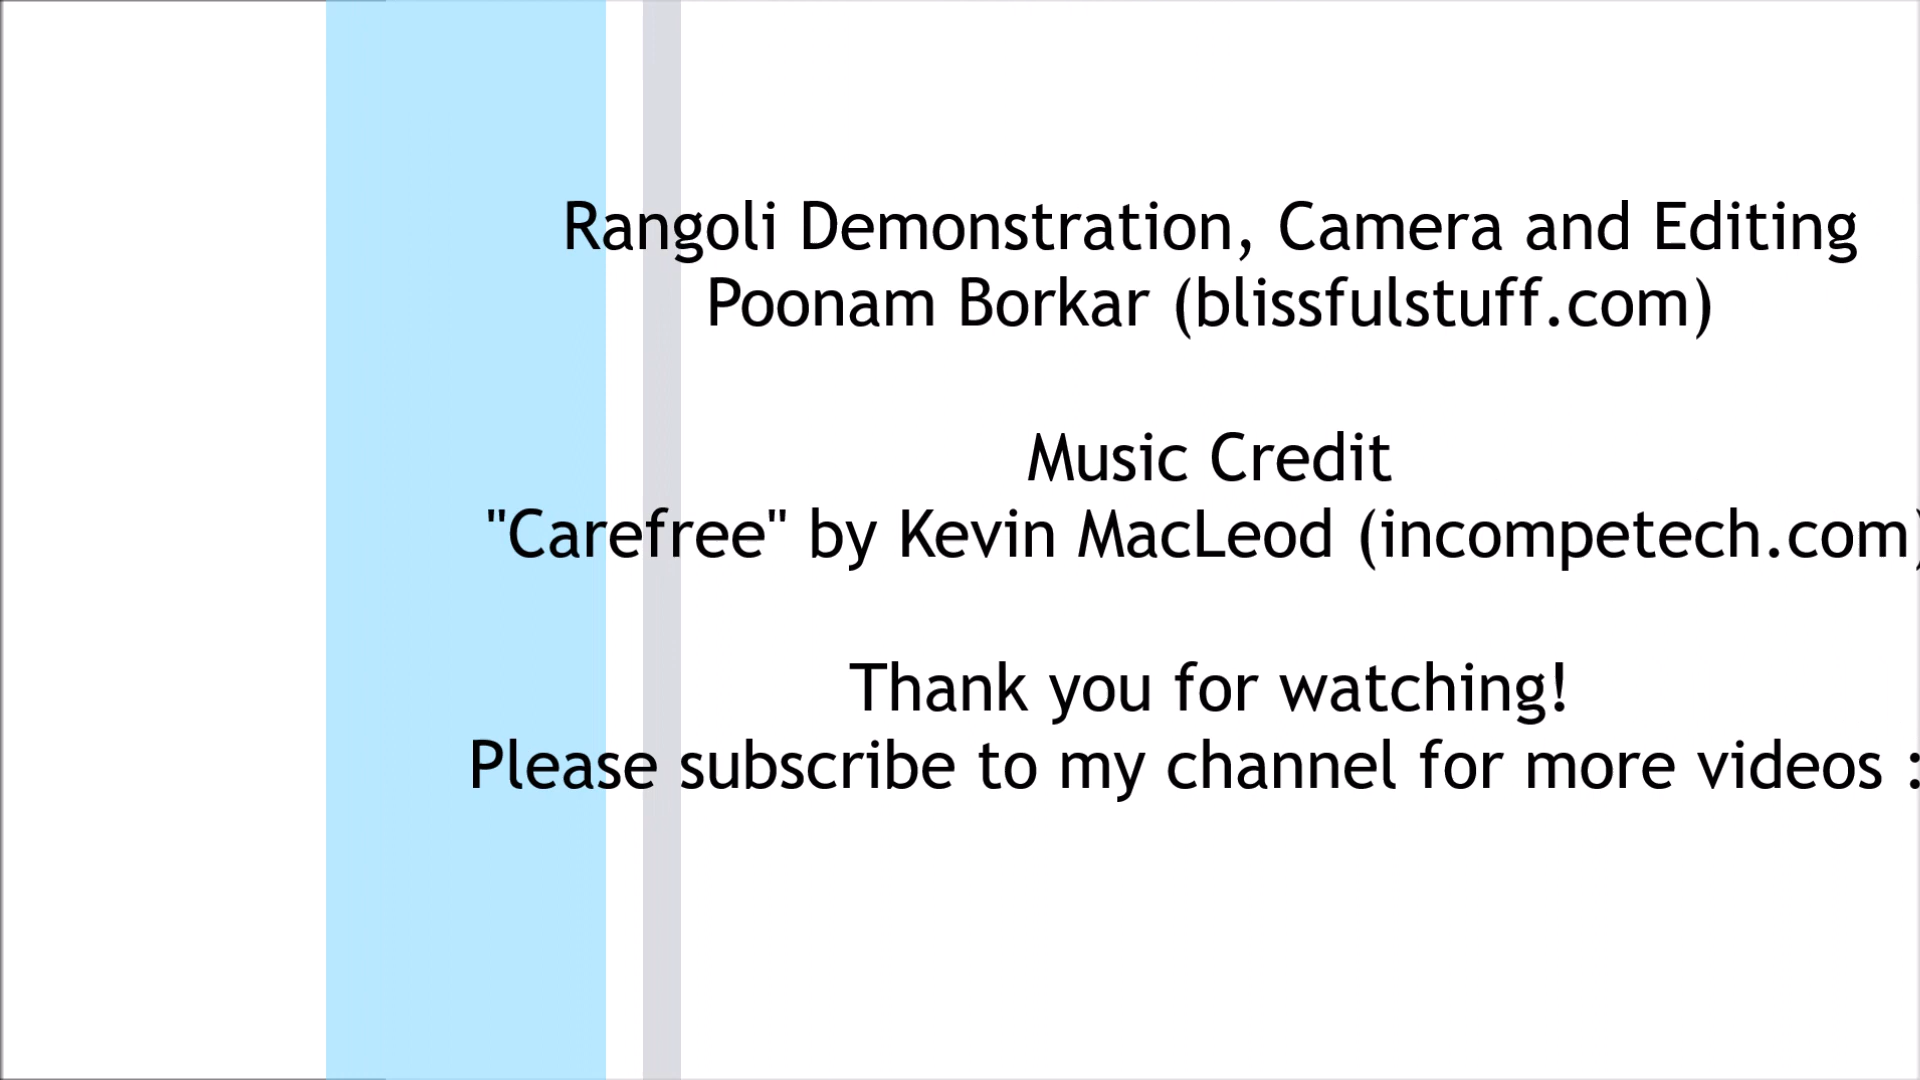 Rangoli Demonstration, Camera and Editing
Poonam Borkar (blissfulstuff.com)
Music Credit
"Carefree" by Kevin MacLeod (incompetech.com)
Thank you for watching!
Please subscribe to my channel for more videos :